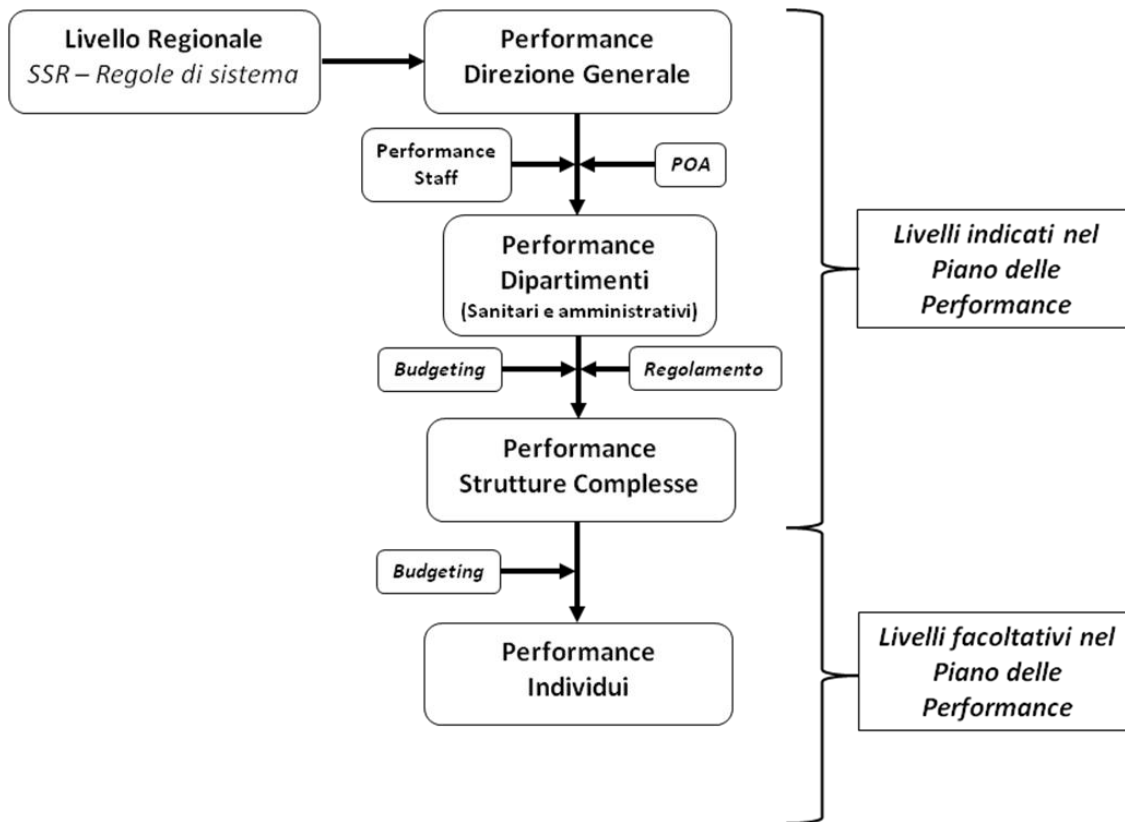 Livello Regionale
SSR – Regole di sistema
Performance
Direzione Generale
Performance
Staff
POA
Performance
Dipartimenti
(Sanitari e amministrativi)
Budgeting
Regolamento
Performance
Strutture Complesse
Budgeting
Performance
Individui
Livelli indicati nel
Piano delle
Performance
Livelli facoltativi nel
Piano delle
Performance